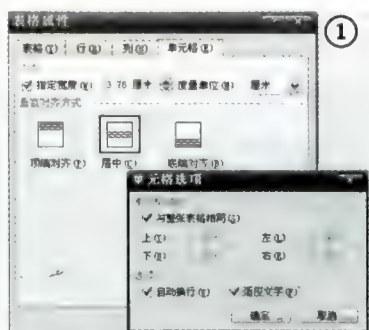 表格属性
①
表格(T) 行(R) 列(U) 单元格(E)
指定宽度(W): 3.76 厘米 度量单位(M): 厘米
垂直对齐方式
顶端对齐(P) 居中(C) 底端对齐(B)
单元格选项
与整张表格相同(S)
上(T): 左(L)
下(B): 右(R)
自动换行(W) 适应文字(F)
确定 取消